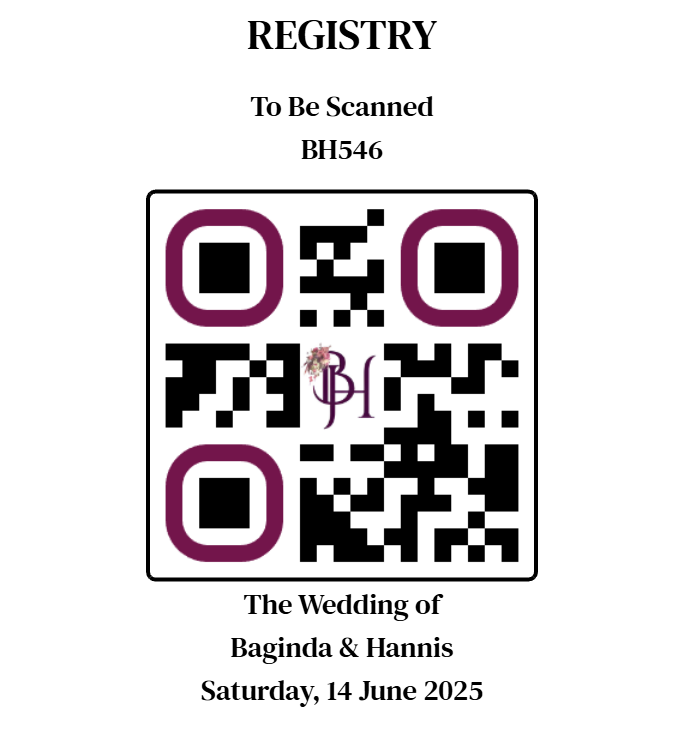 REGISTRY
To Be Scanned
BH546
BH
The Wedding of
Baginda & Hannis
Saturday, 14 June 2025